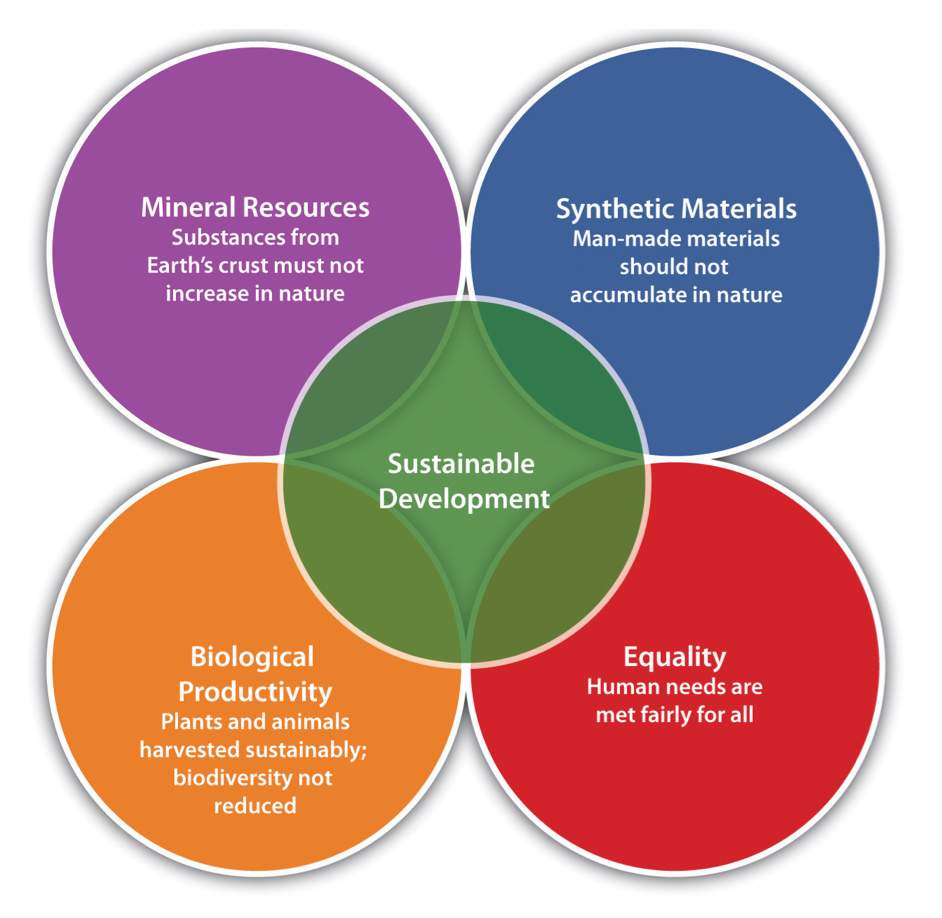 Mineral Resources
Substances from
Earth’s crust must not
increase in nature
Synthetic Materials
Man-made materials
should not
accumulate in nature
Sustainable
Development
Biological
Productivity
Plants and animals
harvested sustainably;
biodiversity not
reduced
Equality
Human needs are
met fairly for all